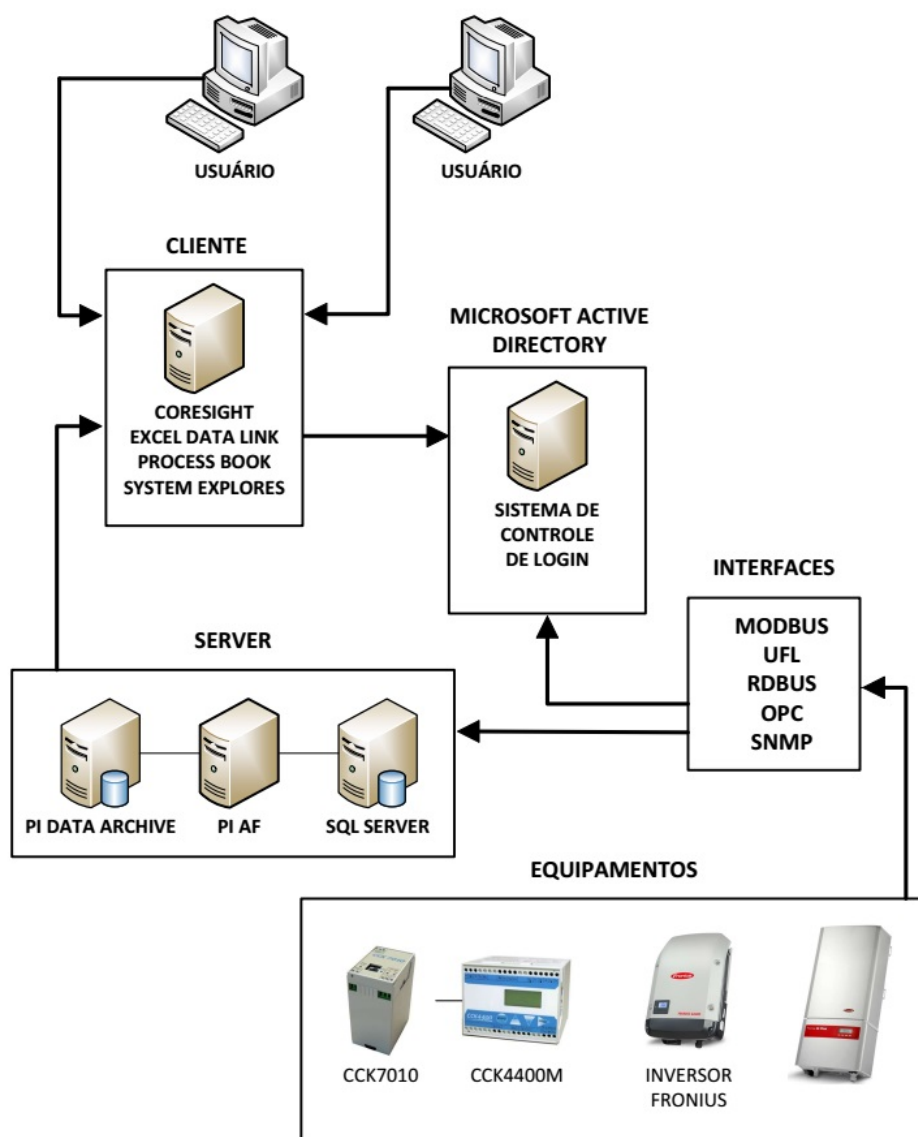 USUÁRIO
USUÁRIO
CLIENTE
CORESIGHT
EXCEL DATA LINK
PROCESS BOOK
SYSTEM EXPLORES
MICROSOFT ACTIVE
DIRECTORY
SISTEMA DE
CONTROLE
DE LOGIN
INTERFACES
MODBUS
UFL
RDBUS
OPC
SNMP
SERVER
PI DATA ARCHIVE
PI AF
SQL SERVER
EQUIPAMENTOS
CCK7010
CCK4400M
INVERSOR
FRONIUS